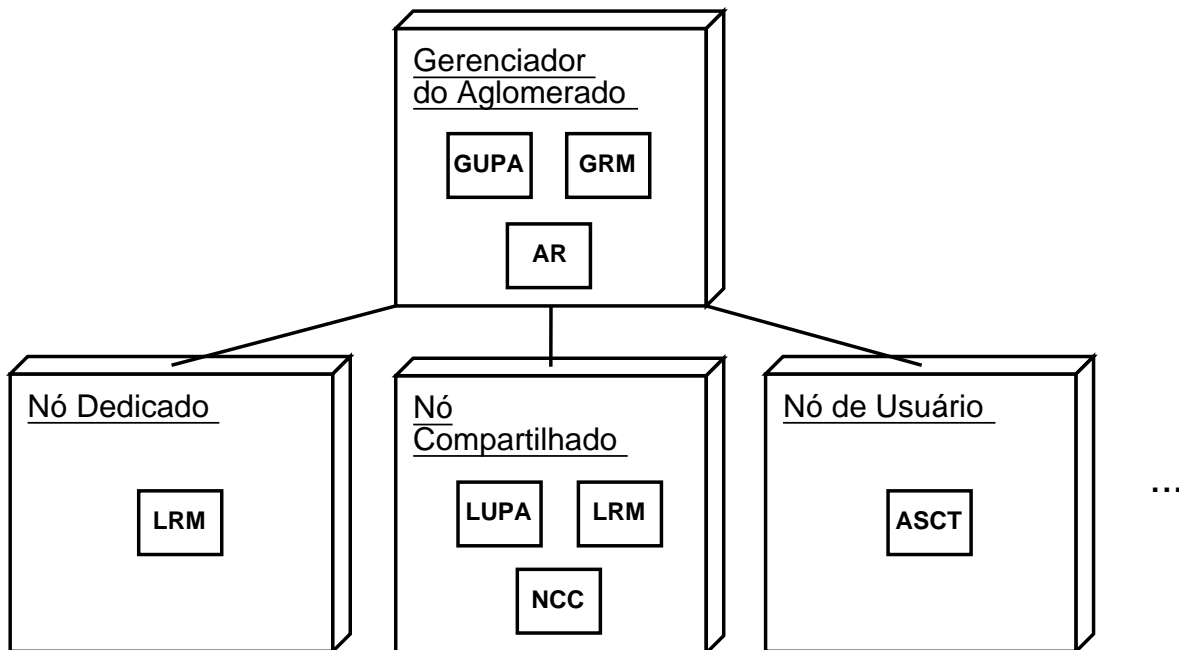 Gerenciador
do Aglomerado
GUPA GRM
AR
Nó Dedicado
LRM
Nó
Compartilhado
LUPA LRM
NCC
Nó de Usuário
ASCT
...